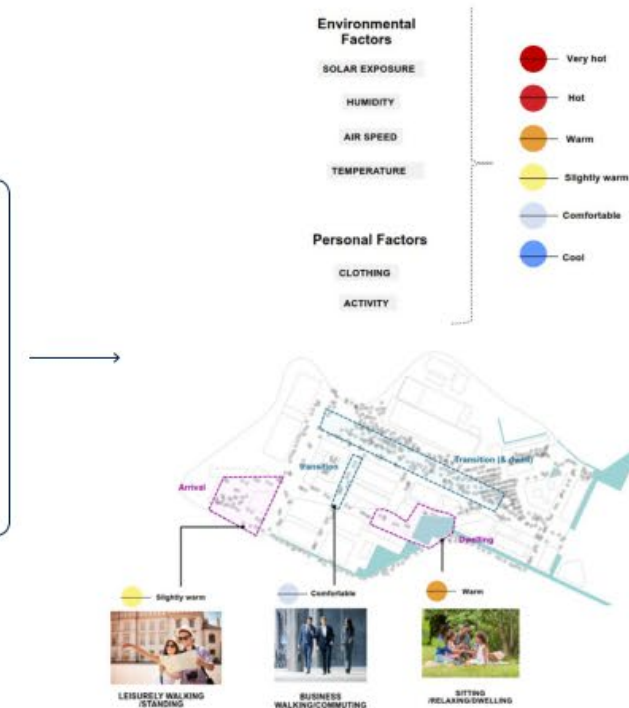 Environmental
Factors
SOLAR EXPOSURE
HUMIDITY
AIR SPEED
TEMPERATURE
Personal Factors
CLOTHING
ACTIVITY
Very hot
Hot
Warm
Slightly warm
Comfortable
Cool
Arrival
transition
Transition (& dwell)
Dwelling
Slightly warm
Comfortable
Warm
LEISURELY WALKING
/STANDING
BUSINESS
WALKING/COMMUTING
SITTING
/RELAXING/DWELLING